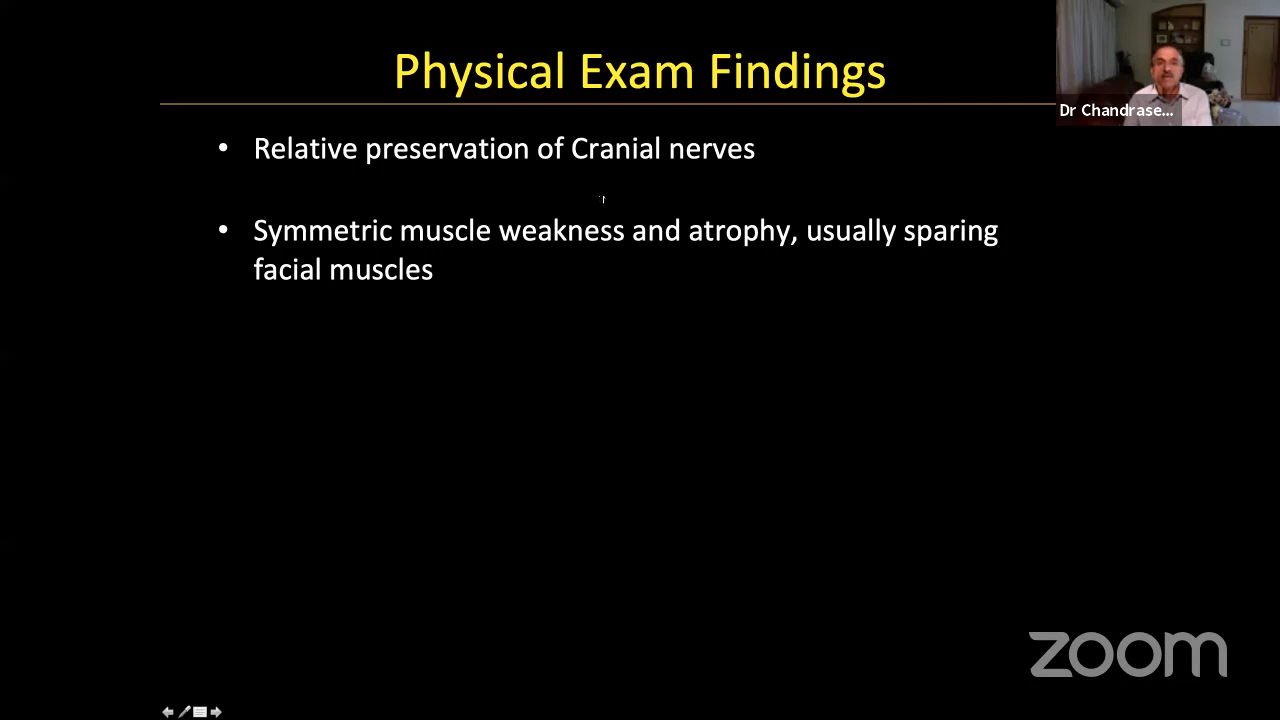 Physical Exam Findings
Dr Chandrase...
• Relative preservation of Cranial nerves
• Symmetric muscle weakness and atrophy, usually sparing
facial muscles
zoom